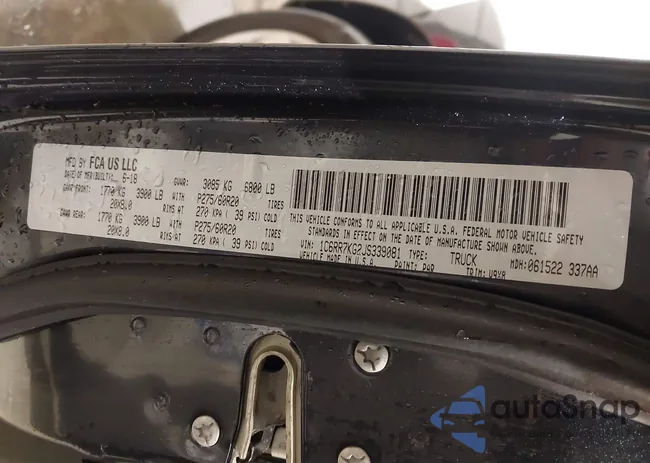 MFD BY FCA US LLC
DATE OF MFR(BUILT): 6-18 GVWR: 3085 KG 6800 LB
GAWR FRONT: 1770 KG 3900 LB WITH P275/60R20 TIRES
20X8.0 RIMS AT 270 KPA ( 39 PSI) COLD
GAWR REAR: 1770 KG 3900 LB WITH P275/60R20 TIRES
20X8.0 RIMS AT 270 KPA ( 39 PSI) COLD
THIS VEHICLE CONFORMS TO ALL APPLICABLE U.S.A. FEDERAL MOTOR VEHICLE SAFETY
STANDARDS IN EFFECT ON THE DATE OF MANUFACTURE SHOWN ABOVE.
VIN: 1C6RR7KG2JS339081 TYPE: TRUCK MDH: 061522 337AA
VEHICLE MADE IN U.S.A. PAINT: PAR TRIM: V9X8
autoSnap